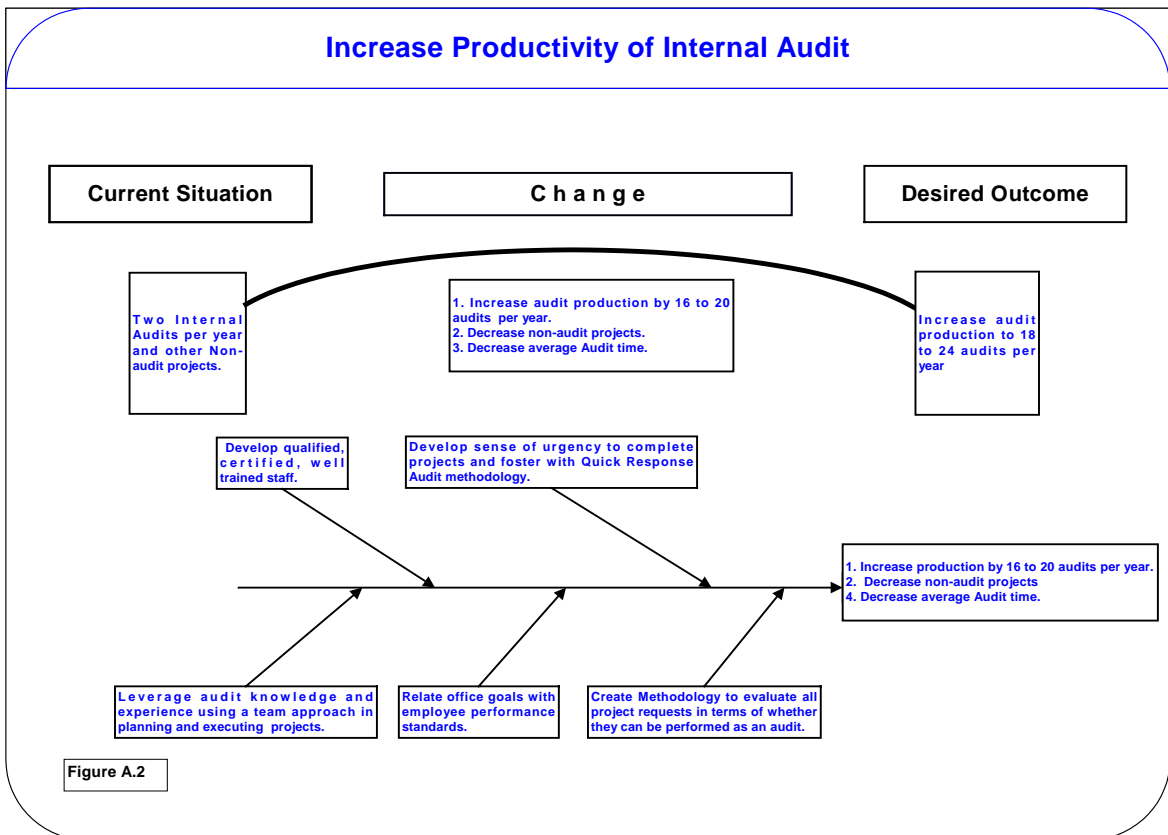 Increase Productivity of Internal Audit
Current Situation
C h a n g e
Desired Outcome
Two Internal
Audits per year
and other Non-
audit projects.
1. Increase audit production by 16 to 20
audits per year.
2. Decrease non-audit projects.
3. Decrease average Audit time.
Increase audit
production to 18
to 24 audits per
year
Develop qualified,
certified, well
trained staff.
Develop sense of urgency to complete
projects and foster with Quick Response
Audit methodology.
1. Increase production by 16 to 20 audits per year.
2. Decrease non-audit projects
4. Decrease average Audit time.
Leverage audit knowledge and
experience using a team approach in
planning and executing projects.
Relate office goals with
employee performance
standards.
Create Methodology to evaluate all
project requests in terms of whether
they can be performed as an audit.
Figure A.2